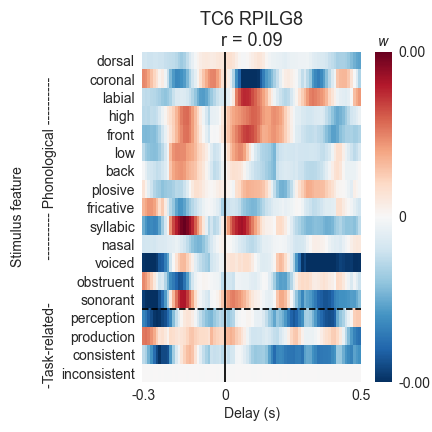 TC6 RPILG8
r = 0.09
w
dorsal
coronal
labial
high
front
low
back
plosive
fricative
syllabic
nasal
voiced
obstruent
sonorant
perception
production
consistent
inconsistent
Stimulus feature
-Task-related- ---------- Phonological ----------
0.00
0
-0.00
-0.3
0
0.5
Delay (s)